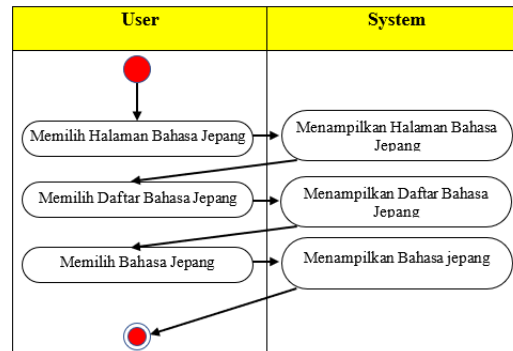 User
System
Memilih Halaman Bahasa Jepang
Menampilkan Halaman Bahasa
Jepang
Memilih Daftar Bahasa Jepang
Menampilkan Daftar Bahasa
Jepang
Memilih Bahasa Jepang
Menampilkan Bahasa jepang